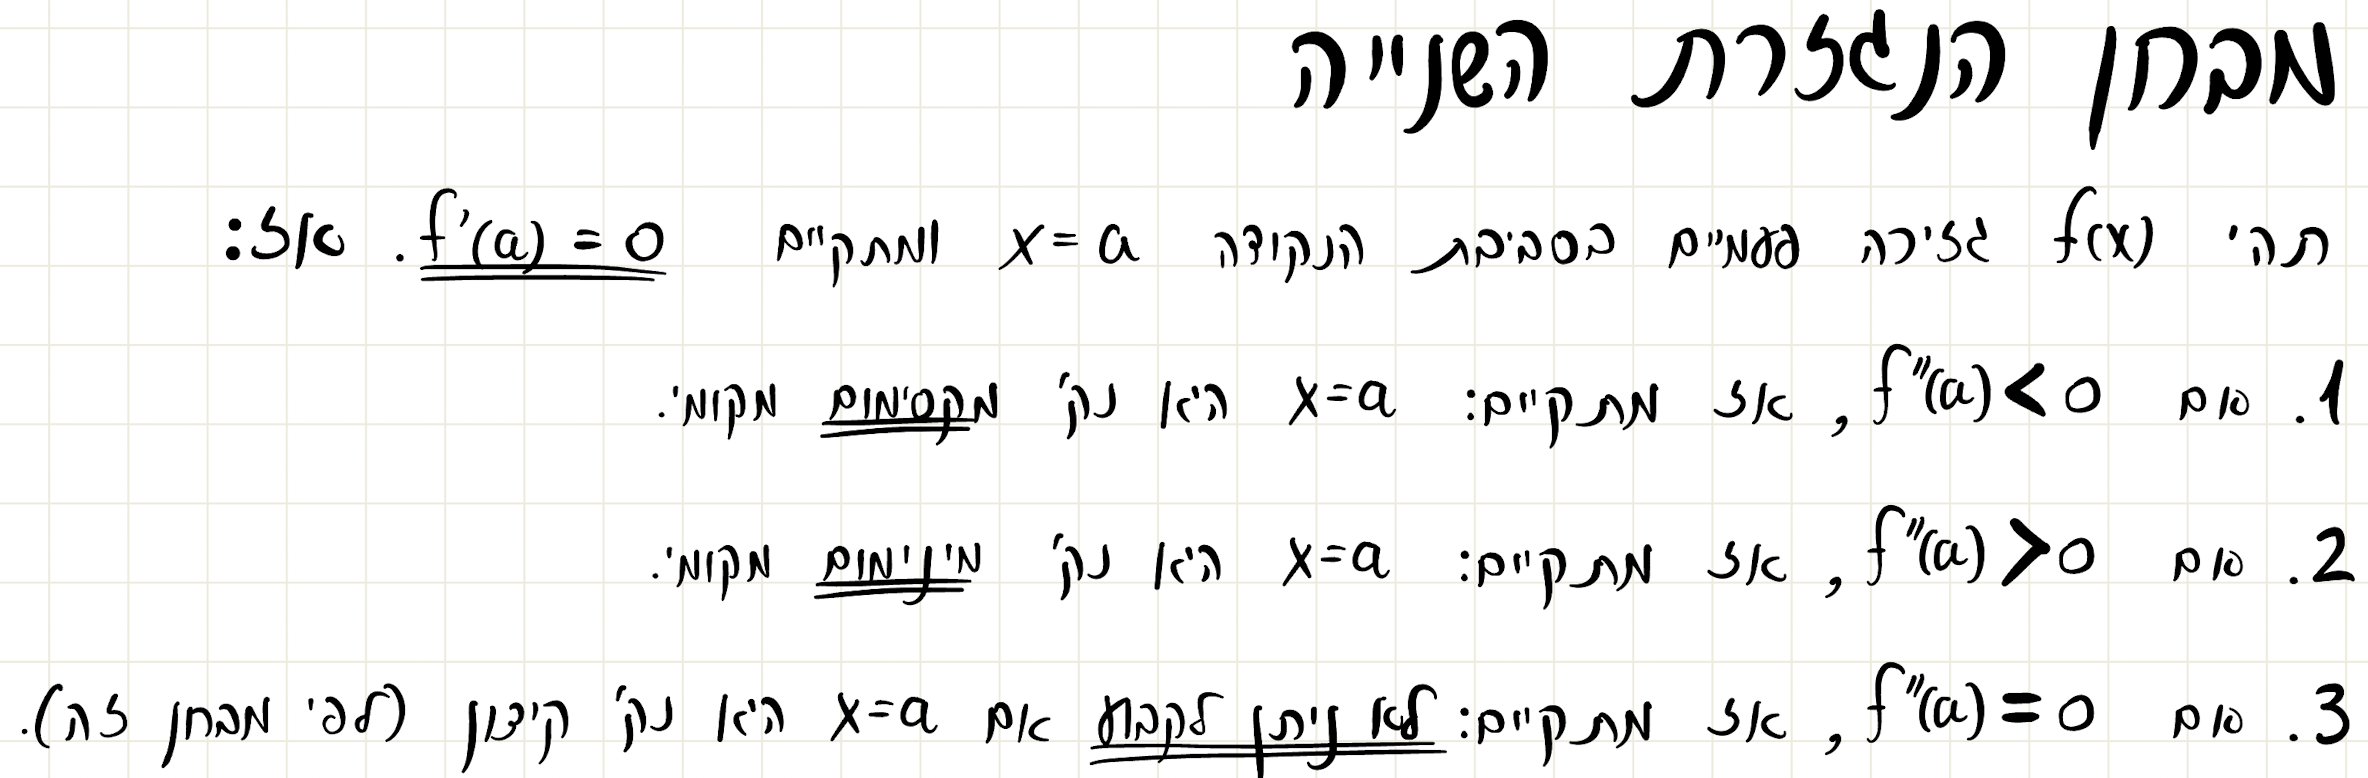 מבחן הנגזרת השנייה
תהי f(x) גזירה פעמיים בסביבת הנקודה x=a ומתקיים f'(a)=0. אז:
1. אם f''(a)<0, אז מתקיים: x=a היא נק' מקסימום מקומי.
2. אם f''(a)>0, אז מתקיים: x=a היא נק' מינימום מקומי.
3. אם f''(a)=0, אז מתקיים: לא ניתן לקבוע אם x=a היא נק' קיצון (לפי מבחן זה).